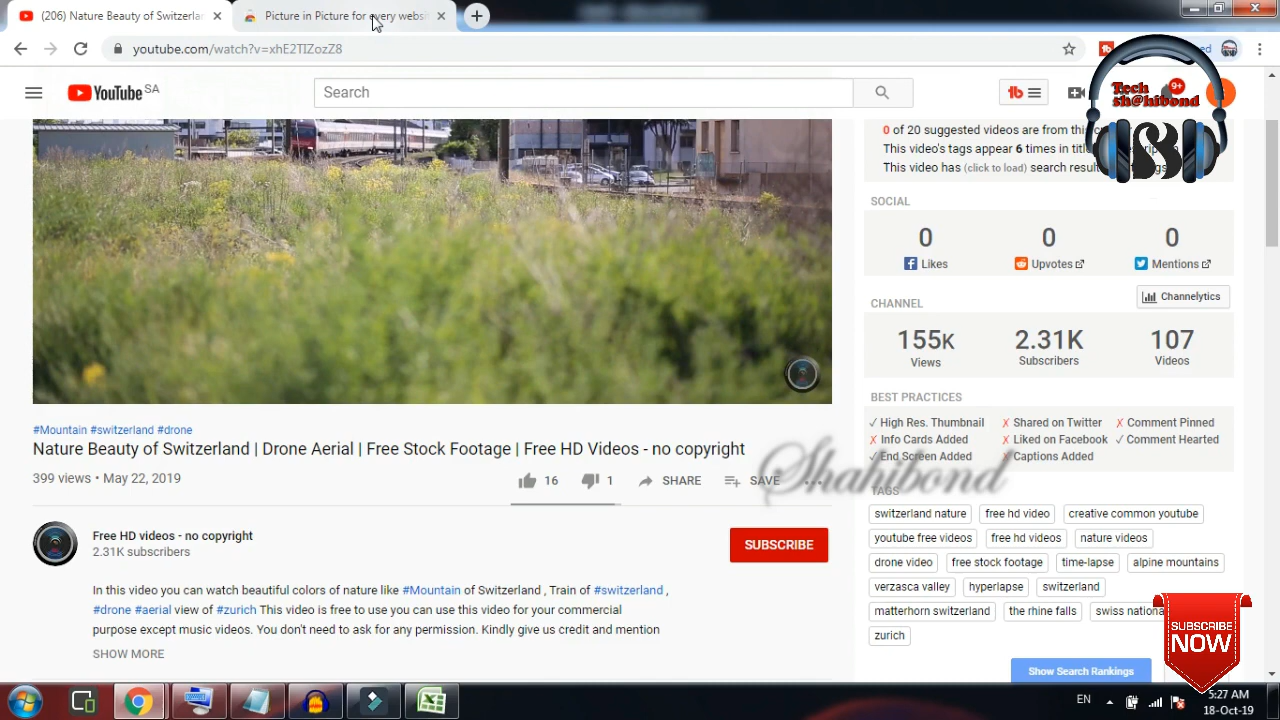 (206) Nature Beauty of Switzerlan
Picture in Picture for every websi
youtube.com/watch?v=xhE2TIZozZ8
YouTube SA
Search
9+
Tech
sh@hibond
0 of 20 suggested videos are from this
This video's tags appear 6 times in
This video has (click to load) search
SOCIAL
0 0 0
Likes Upvotes Mentions
CHANNEL
Channelytics
155K 2.31K 107
Views Subscribers Videos
BEST PRACTICES
✓ High Res. Thumbnail ✗ Shared on Twitter ✗ Comment Pinned
✗ Info Cards Added ✗ Liked on Facebook ✓ Comment Hearted
✓ End Screen Added ✗ Captions Added
#Mountain #switzerland #drone
Nature Beauty of Switzerland | Drone Aerial | Free Stock Footage | Free HD Videos - no copyright
399 views • May 22, 2019
16 1 SHARE SAVE
Shahibond
Free HD videos - no copyright
2.31K subscribers
SUBSCRIBE
In this video you can watch beautiful colors of nature like #Mountain of Switzerland , Train of #switzerland ,
#drone #aerial view of #zurich This video is free to use you can use this video for your commercial
purpose except music videos. You don't need to ask for any permission. Kindly give us credit and mention
SHOW MORE
TAGS
switzerland nature free hd video creative common youtube
youtube free videos free hd videos nature videos
drone video free stock footage time-lapse alpine mountains
verzasca valley hyperlapse switzerland
matterhorn switzerland the rhine falls swiss
zurich
Show Search Rankings
SUBSCRIBE
NOW
EN
5:27 AM
18-Oct-19